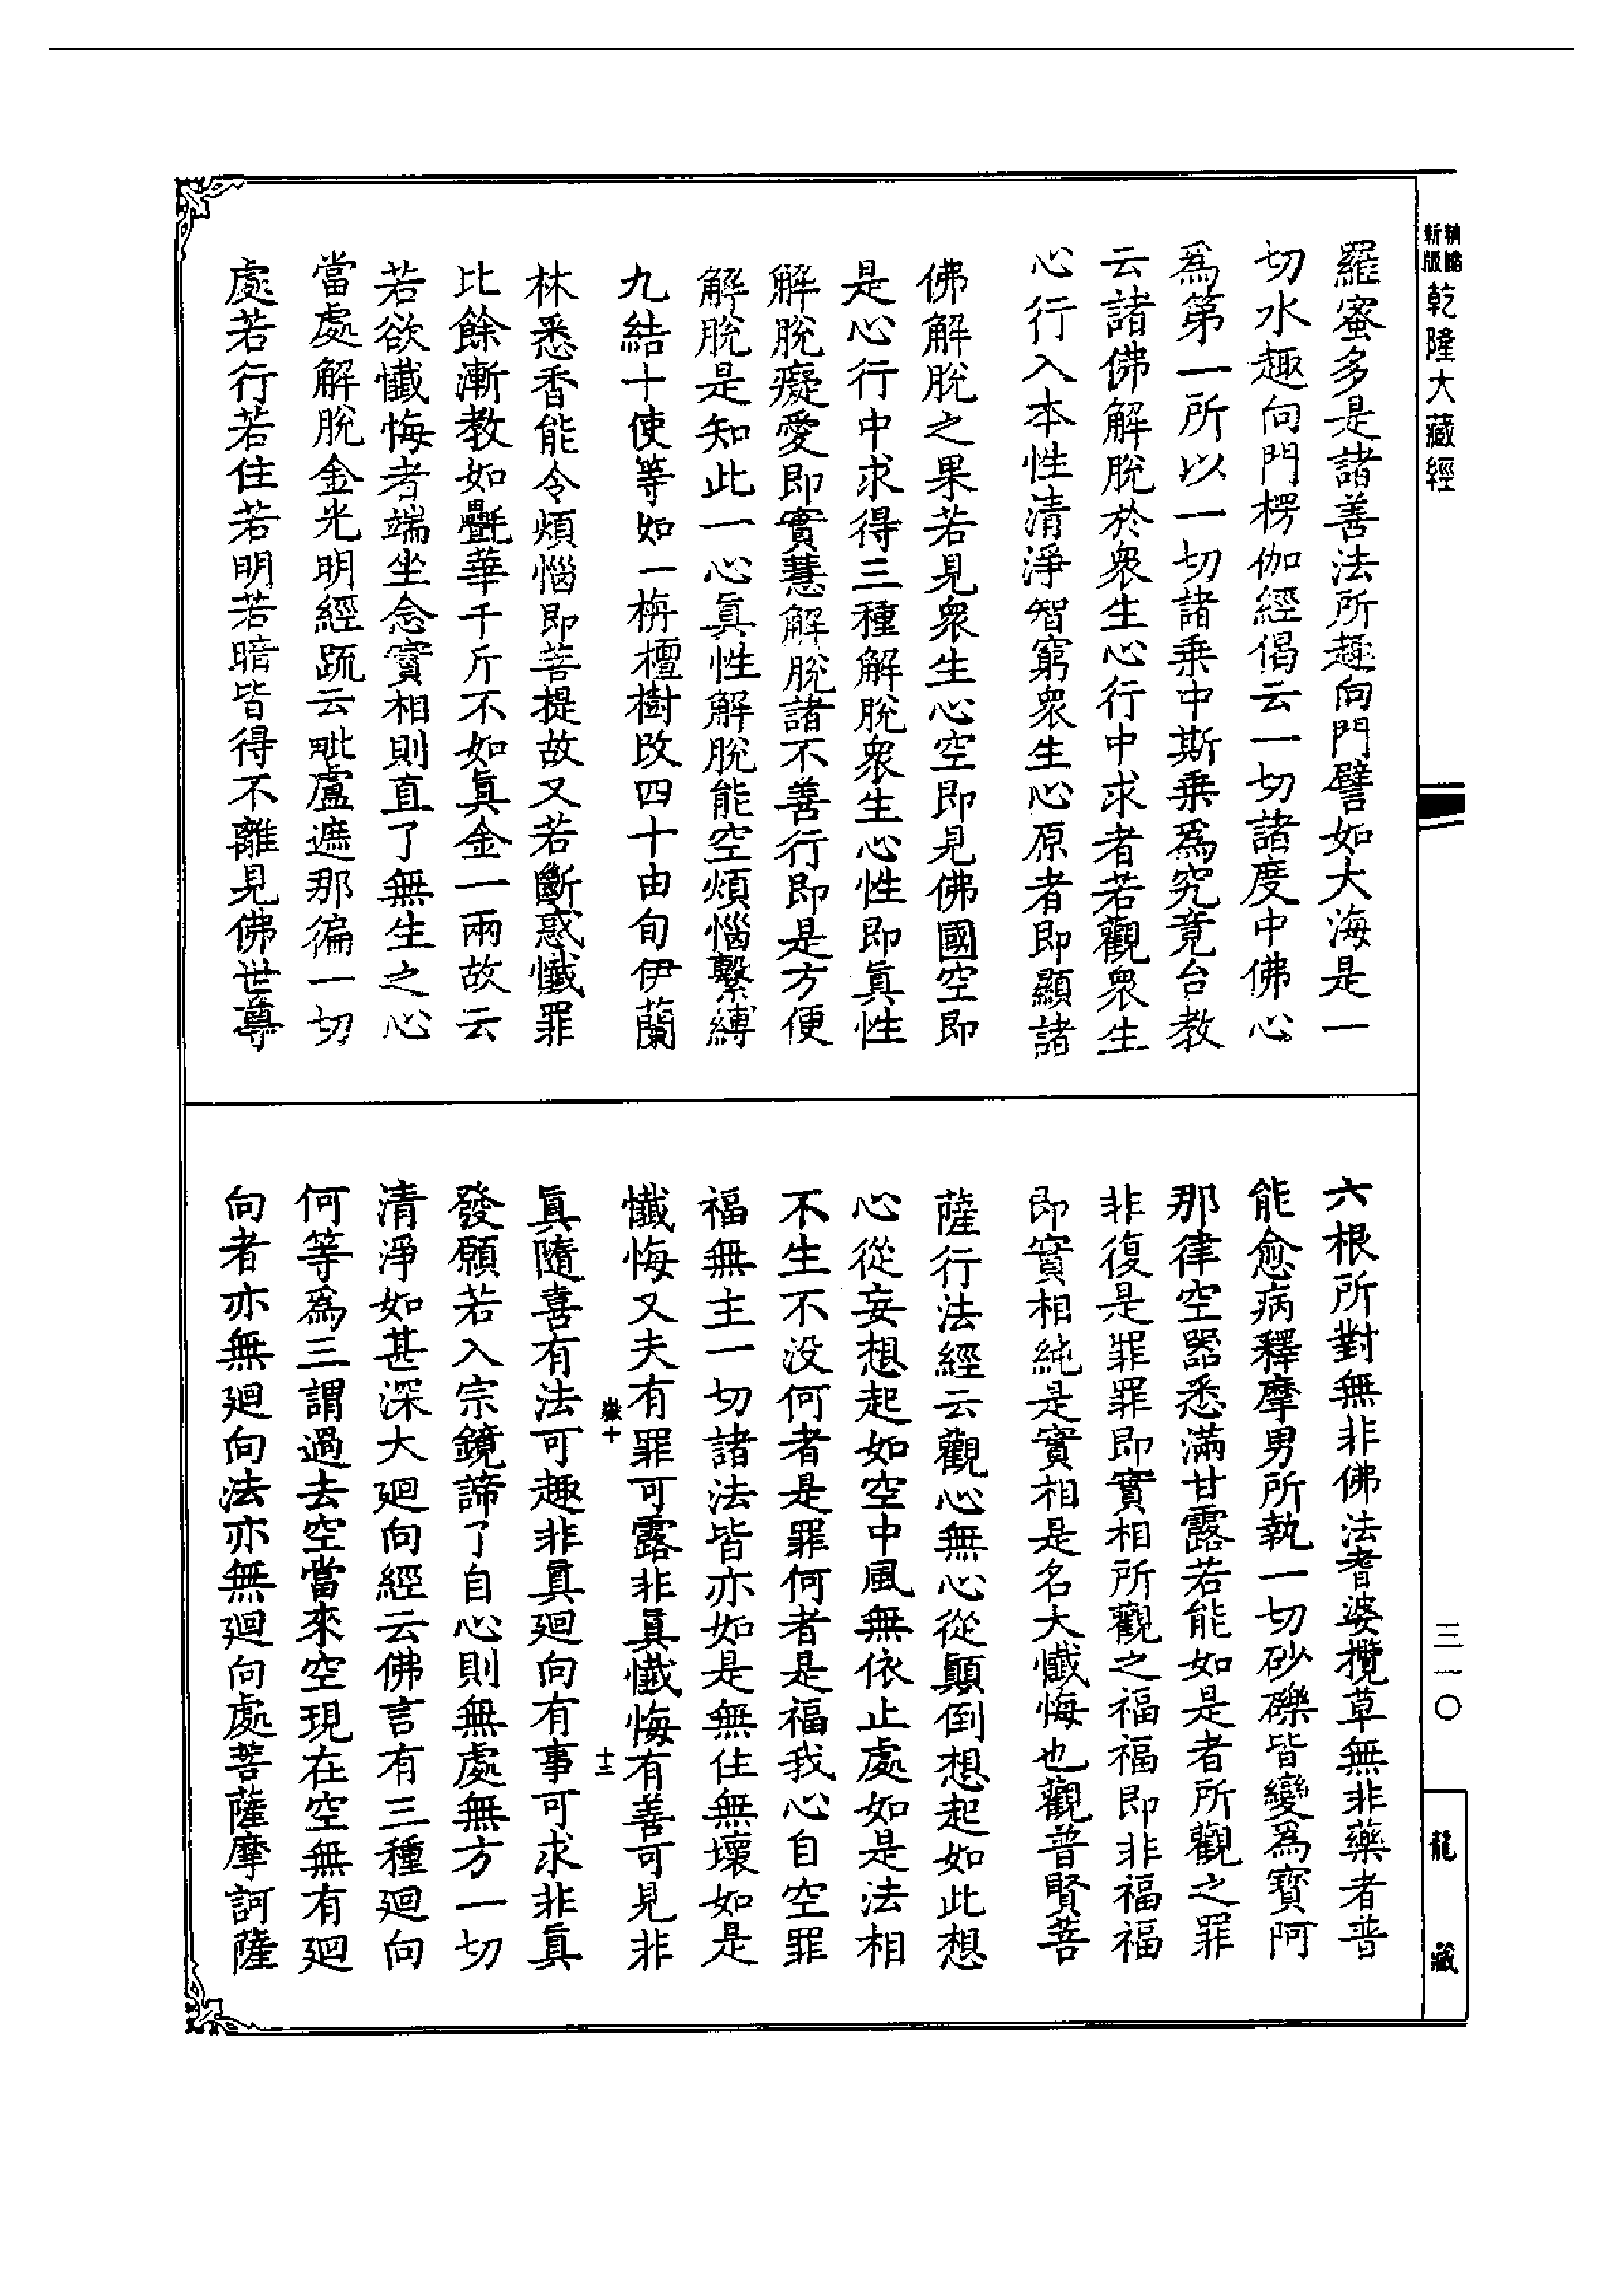 新版
精縮
乾隆大藏經
三一〇
龍藏
羅蜜多是諸善法所趣向門譬如大海是一
切水趣向門楞伽經偈云一切諸度中佛心
為第一所以一切諸乘中斯乘為究竟台教
云諸佛解脫於眾生心行中求者若觀眾生
心行入本性清淨智窮眾生心原者即顯諸
佛解脫之果若見眾生心空即見佛國空即
是心行中求得三種解脫眾生心性即眞性
解脫癡愛即實慧解脫諸不善行即是方便
解脫是知此一心眞性解脫能空煩惱繫縛
九結十使等如一栴檀樹改四十由旬伊蘭
林悉香能令煩惱即菩提故又若斷惑懺罪
比餘漸教如㲲華千斤不如眞金一兩故云
若欲懺悔者端坐念實相則直了無生之心
當處解脫金光明經疏云毗盧遮那徧一切
處若行若住若明若暗皆得不離見佛世尊
六根所對無非佛法耆婆攬草無非藥者普
能愈病釋摩男所執一切砂礫皆變為寶阿
那律空器悉滿甘露若能如是者所觀之罪
非復是罪罪即實相所觀之福福即非福福
即實相純是實相是名大懺悔也觀普賢菩
薩行法經云觀心無心從顛倒想起如此想
心從妄想起如空中風無依止處如是法相
不生不沒何者是罪何者是福我心自空罪
福無主一切諸法皆亦如是無住無壞如是
懺悔又夫有罪可露非眞懺悔有善可見非
嶽十
十三
眞隨喜有法可趣非眞廻向有事可求非眞
發願若入宗鏡諦了自心則無處無方一切
清淨如甚深大廻向經云佛言有三種廻向
何等為三謂過去空當來空現在空無有廻
向者亦無廻向法亦無廻向處菩薩摩訶薩